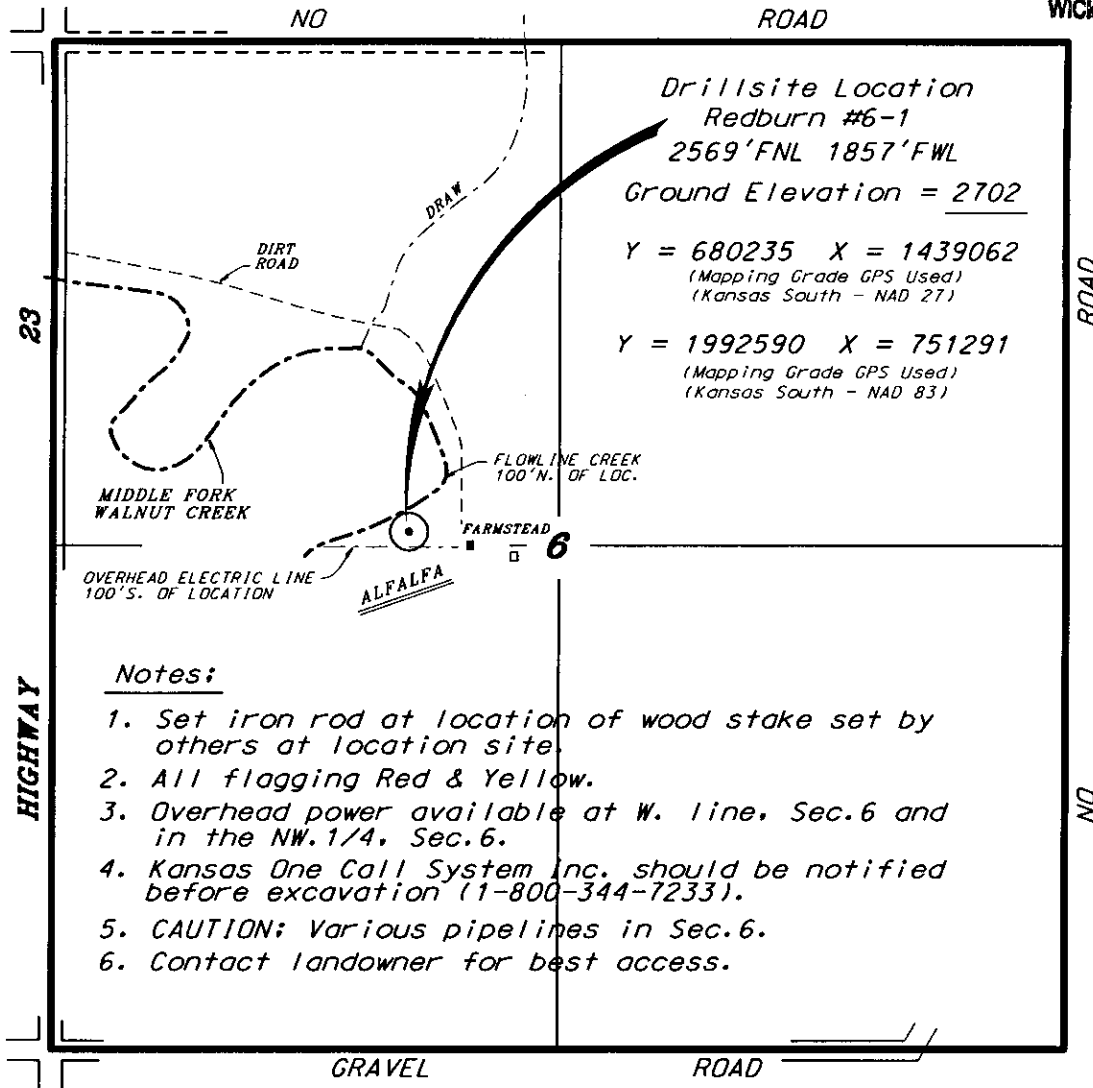 NO ROAD
Drillsite Location
Redburn #6-1
2569'FNL 1857'FWL
Ground Elevation = 2702
Y = 680235 X = 1439062
(Mapping Grade GPS Used)
(Kansas South - NAD 27)
Y = 1992590 X = 751291
(Mapping Grade GPS Used)
(Kansas South - NAD 83)
DRAW
DIRT
ROAD
ROAD
23
MIDDLE FORK
WALNUT CREEK
FLOWLINE CREEK
100'N. OF LOC.
FARMSTEAD
6
OVERHEAD ELECTRIC LINE
100'S. OF LOCATION
ALFALFA
HIGHWAY
NO
Notes:
1. Set iron rod at location of wood stake set by
others at location site.
2. All flagging Red & Yellow.
3. Overhead power available at W. line, Sec.6 and
in the NW.1/4, Sec.6.
4. Kansas One Call System inc. should be notified
before excavation (1-800-344-7233).
5. CAUTION: Various pipelines in Sec.6.
6. Contact landowner for best access.
GRAVEL ROAD